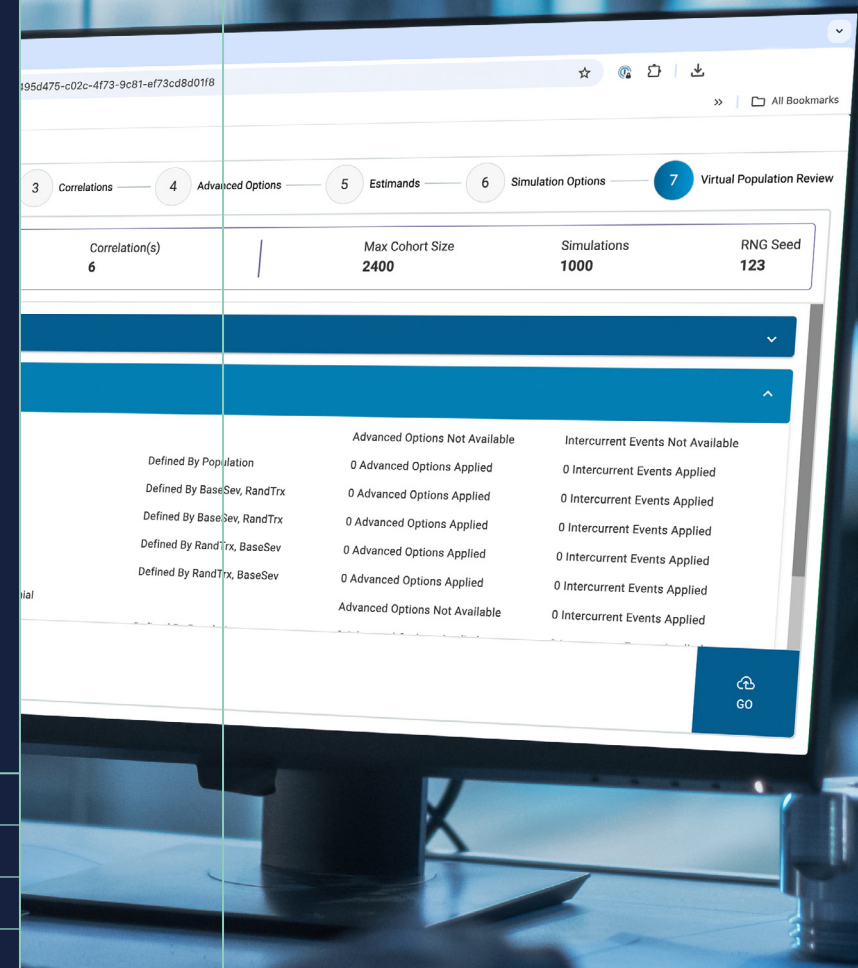 495d475-c02c-4f73-9c81-ef73cd8d01f8
All Bookmarks
3 Correlations 4 Advanced Options 5 Estimands 6 Simulation Options 7 Virtual Population Review
Correlation(s) Max Cohort Size Simulations RNG Seed
6 2400 1000 123
Advanced Options Not Available Intercurrent Events Not Available
Defined By Population 0 Advanced Options Applied 0 Intercurrent Events Applied
Defined By BaseSev, RandTrx 0 Advanced Options Applied 0 Intercurrent Events Applied
Defined By BaseSev, RandTrx 0 Advanced Options Applied 0 Intercurrent Events Applied
Defined By RandTrx, BaseSev 0 Advanced Options Applied 0 Intercurrent Events Applied
Defined By RandTrx, BaseSev 0 Advanced Options Applied 0 Intercurrent Events Applied
Advanced Options Not Available 0 Intercurrent Events Applied
GO